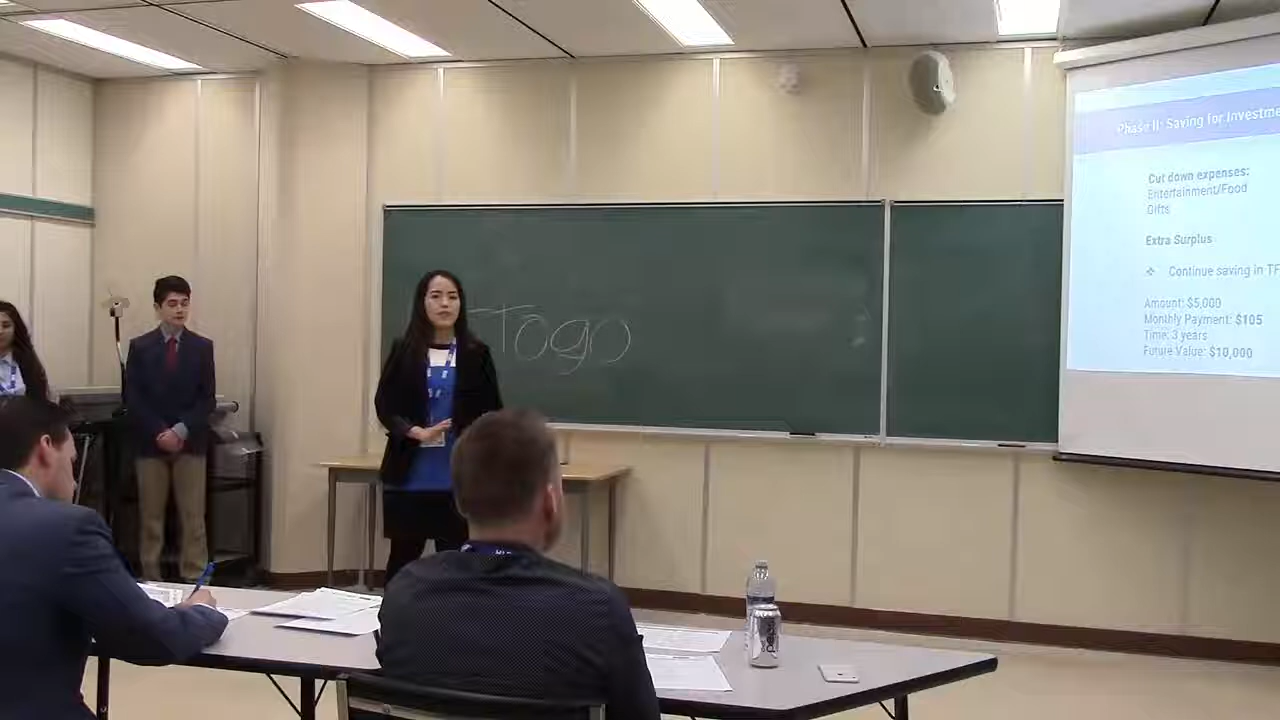 Togo
Phase II: Saving for Investme
Cut down expenses:
Entertainment/Food
Gifts
Extra Surplus
❖ Continue saving in TF
Amount: $5,000
Monthly Payment: $105
Time: 3 years
Future Value: $10,000